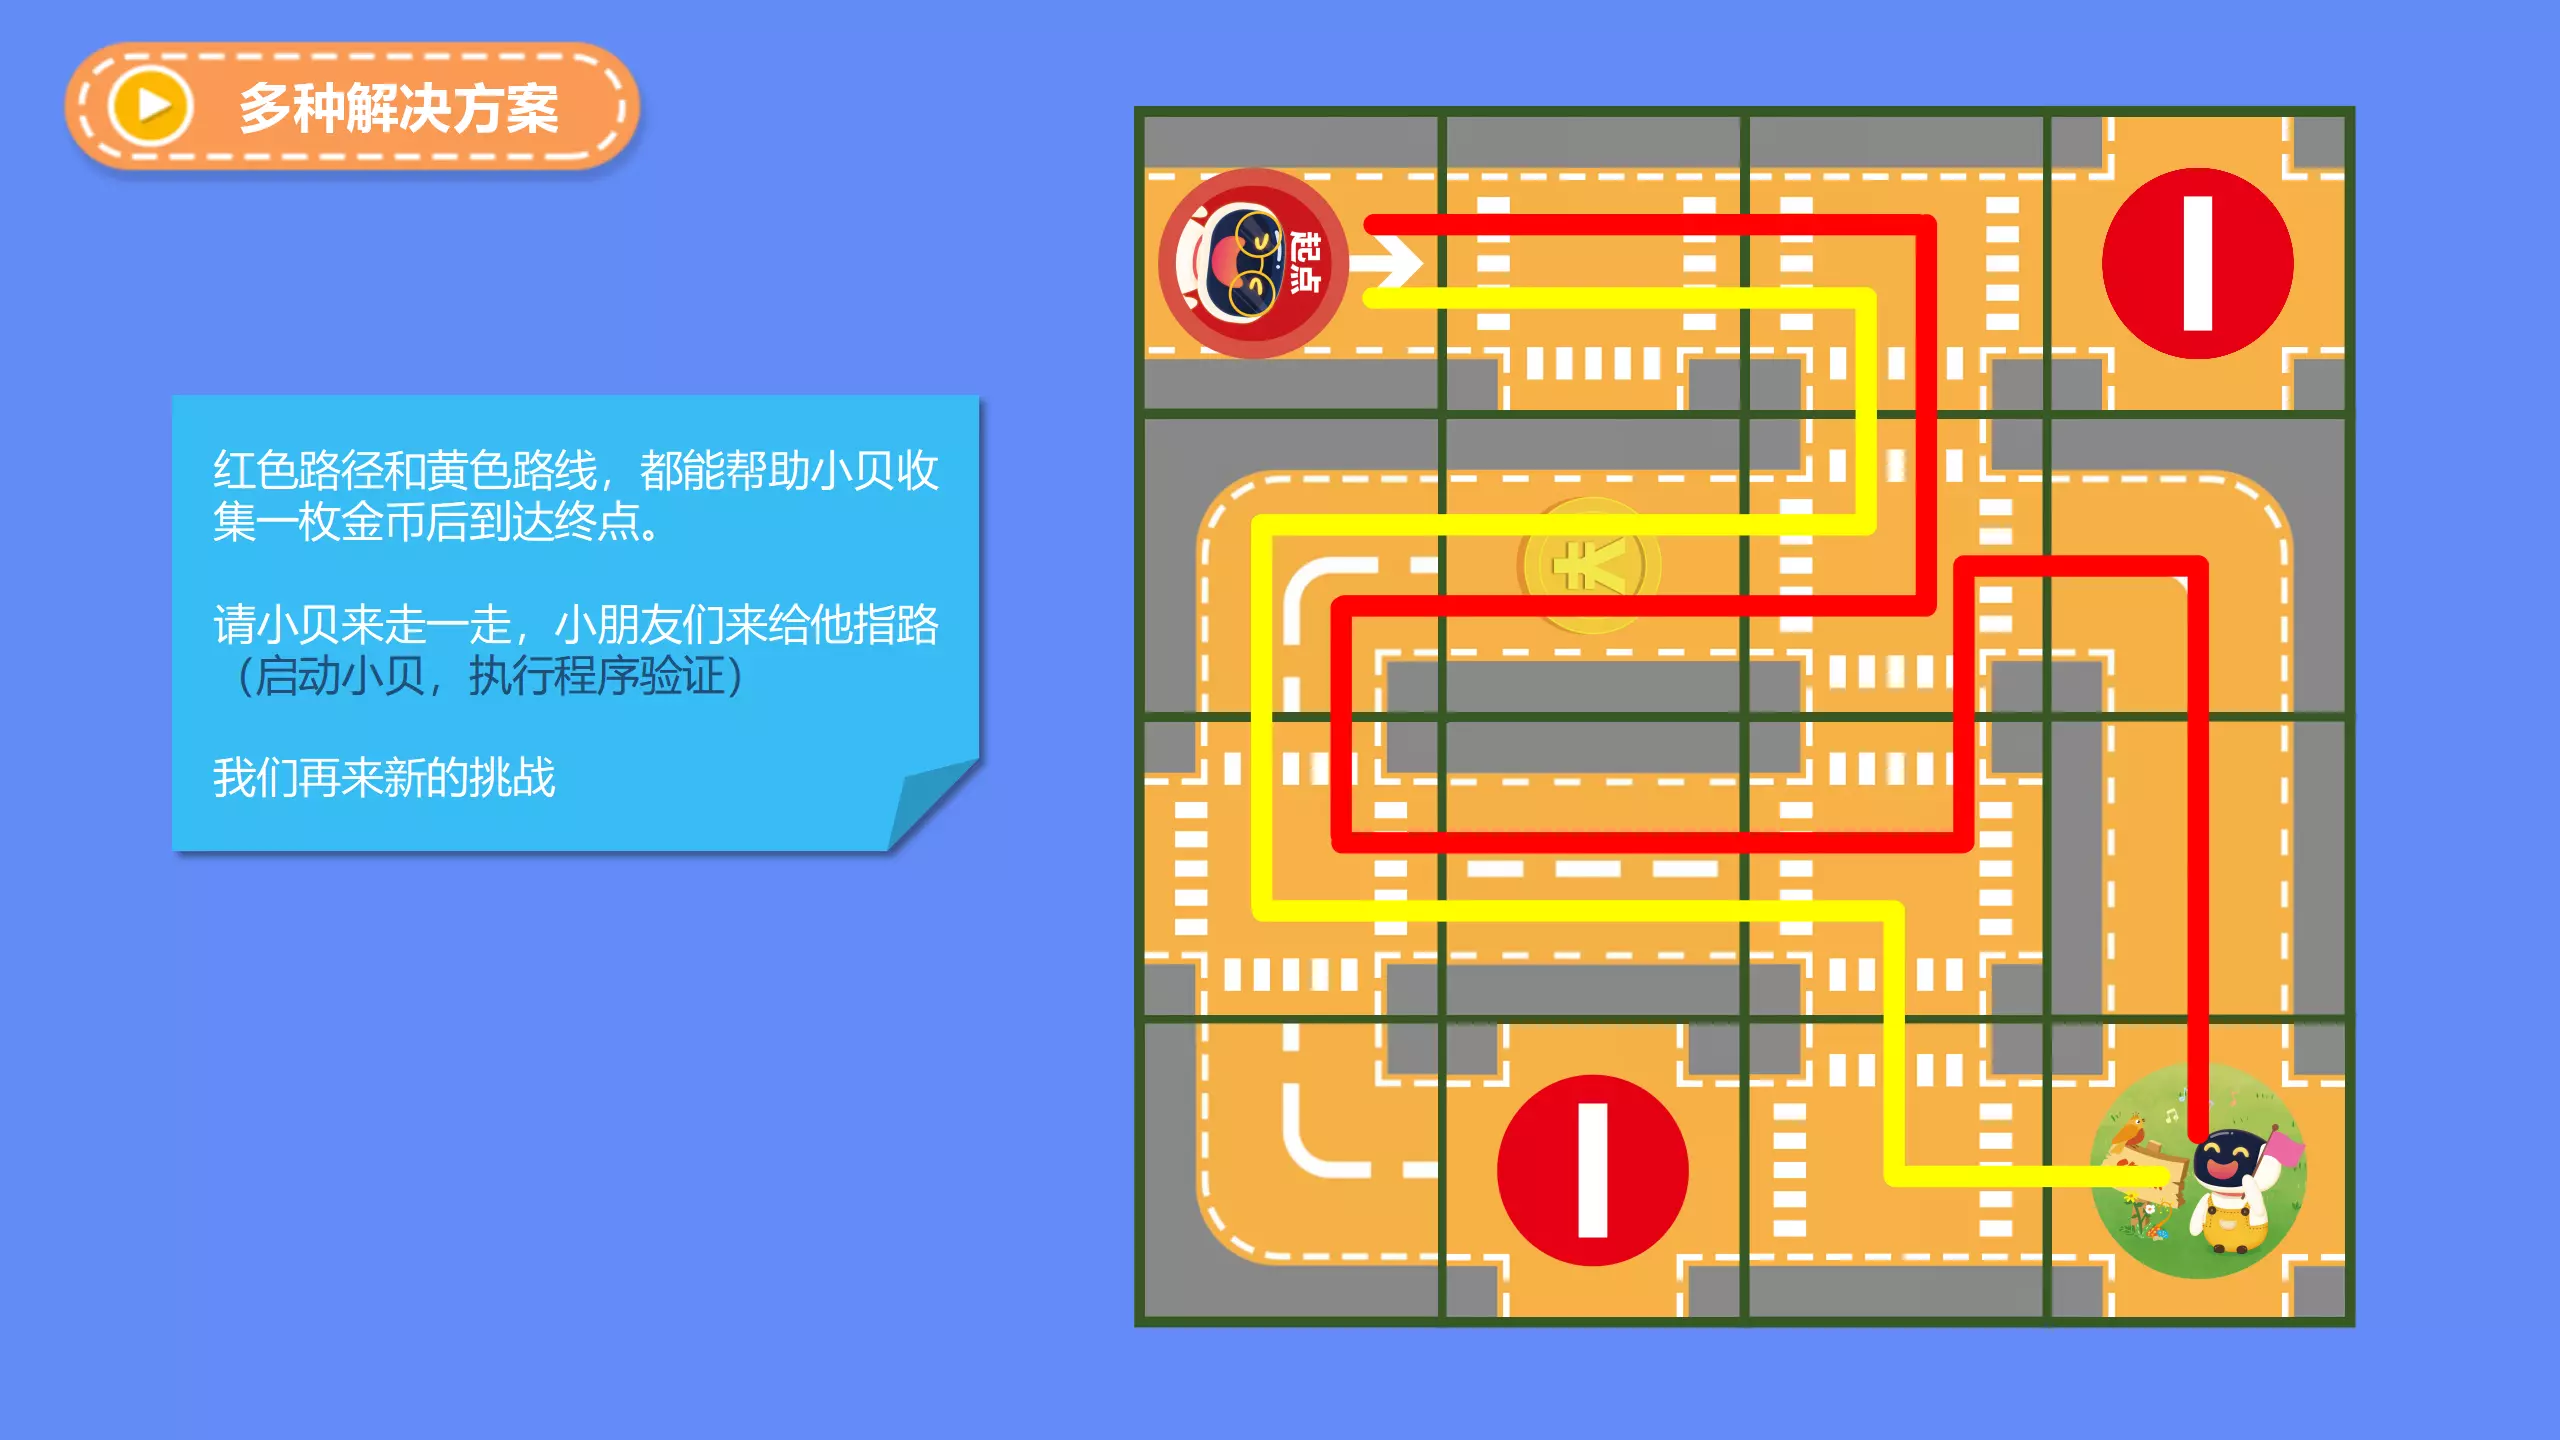 多种解决方案
红色路径和黄色路线，都能帮助小贝收
集一枚金币后到达终点。
请小贝来走一走，小朋友们来给他指路
（启动小贝，执行程序验证）
我们再来新的挑战
起点
¥